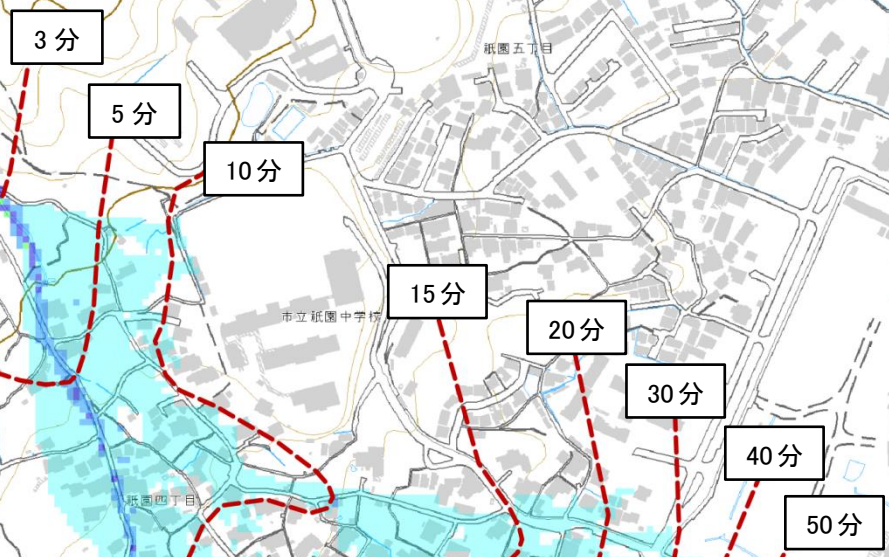 3分
祇園五丁目
5分
10分
15分
市立祇園中学校
20分
30分
40分
祇園四丁目
50分